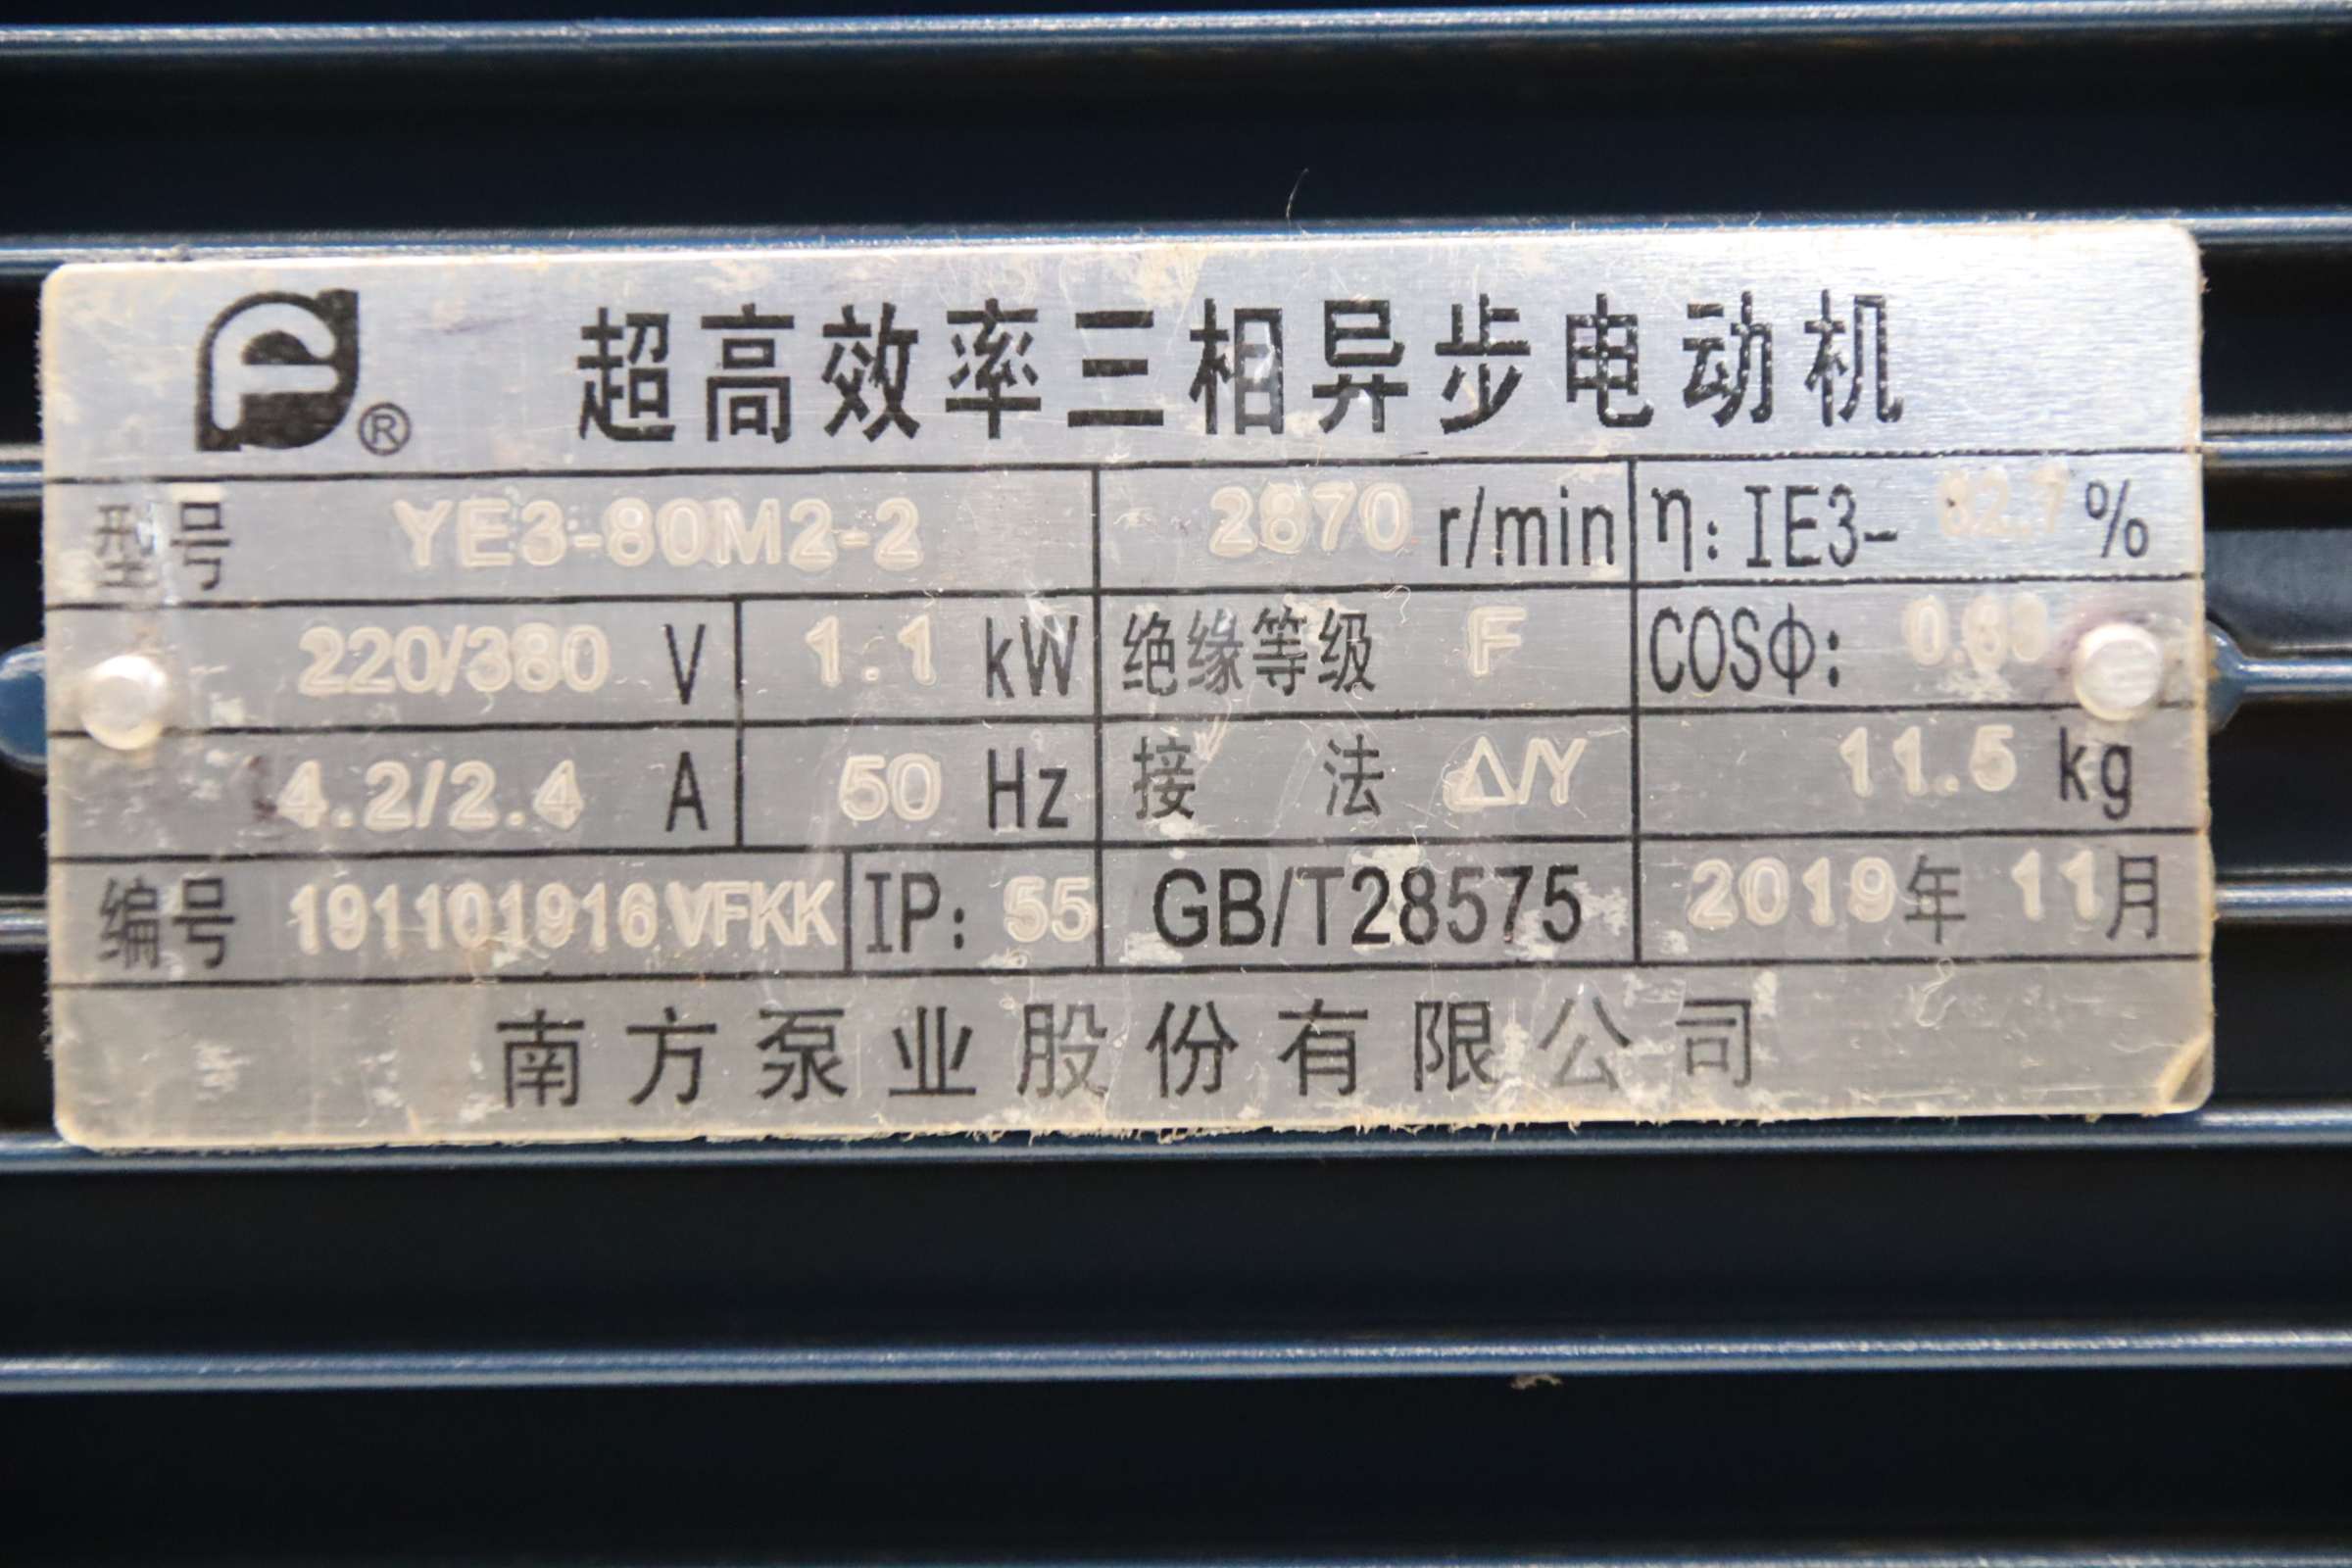 ® 超高效率三相异步电动机
型号 YE3-80M2-2 2870 r/min η: IE3- 82.7 %
220/380 V 1.1 kW 绝缘等级 F COSΦ:
4.2/2.4 A 50 Hz 接 法 Δ/Y 11.5 kg
编号 191101916VFKK IP: 55 GB/T28575 2019年 11月
南方泵业股份有限公司